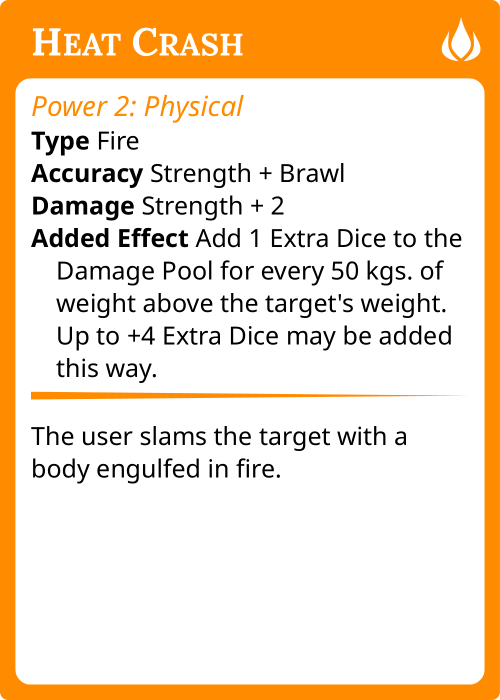 Heat Crash
Power 2: Physical
Type Fire
Accuracy Strength + Brawl
Damage Strength + 2
Added Effect Add 1 Extra Dice to the
Damage Pool for every 50 kgs. of
weight above the target's weight.
Up to +4 Extra Dice may be added
this way.
The user slams the target with a
body engulfed in fire.